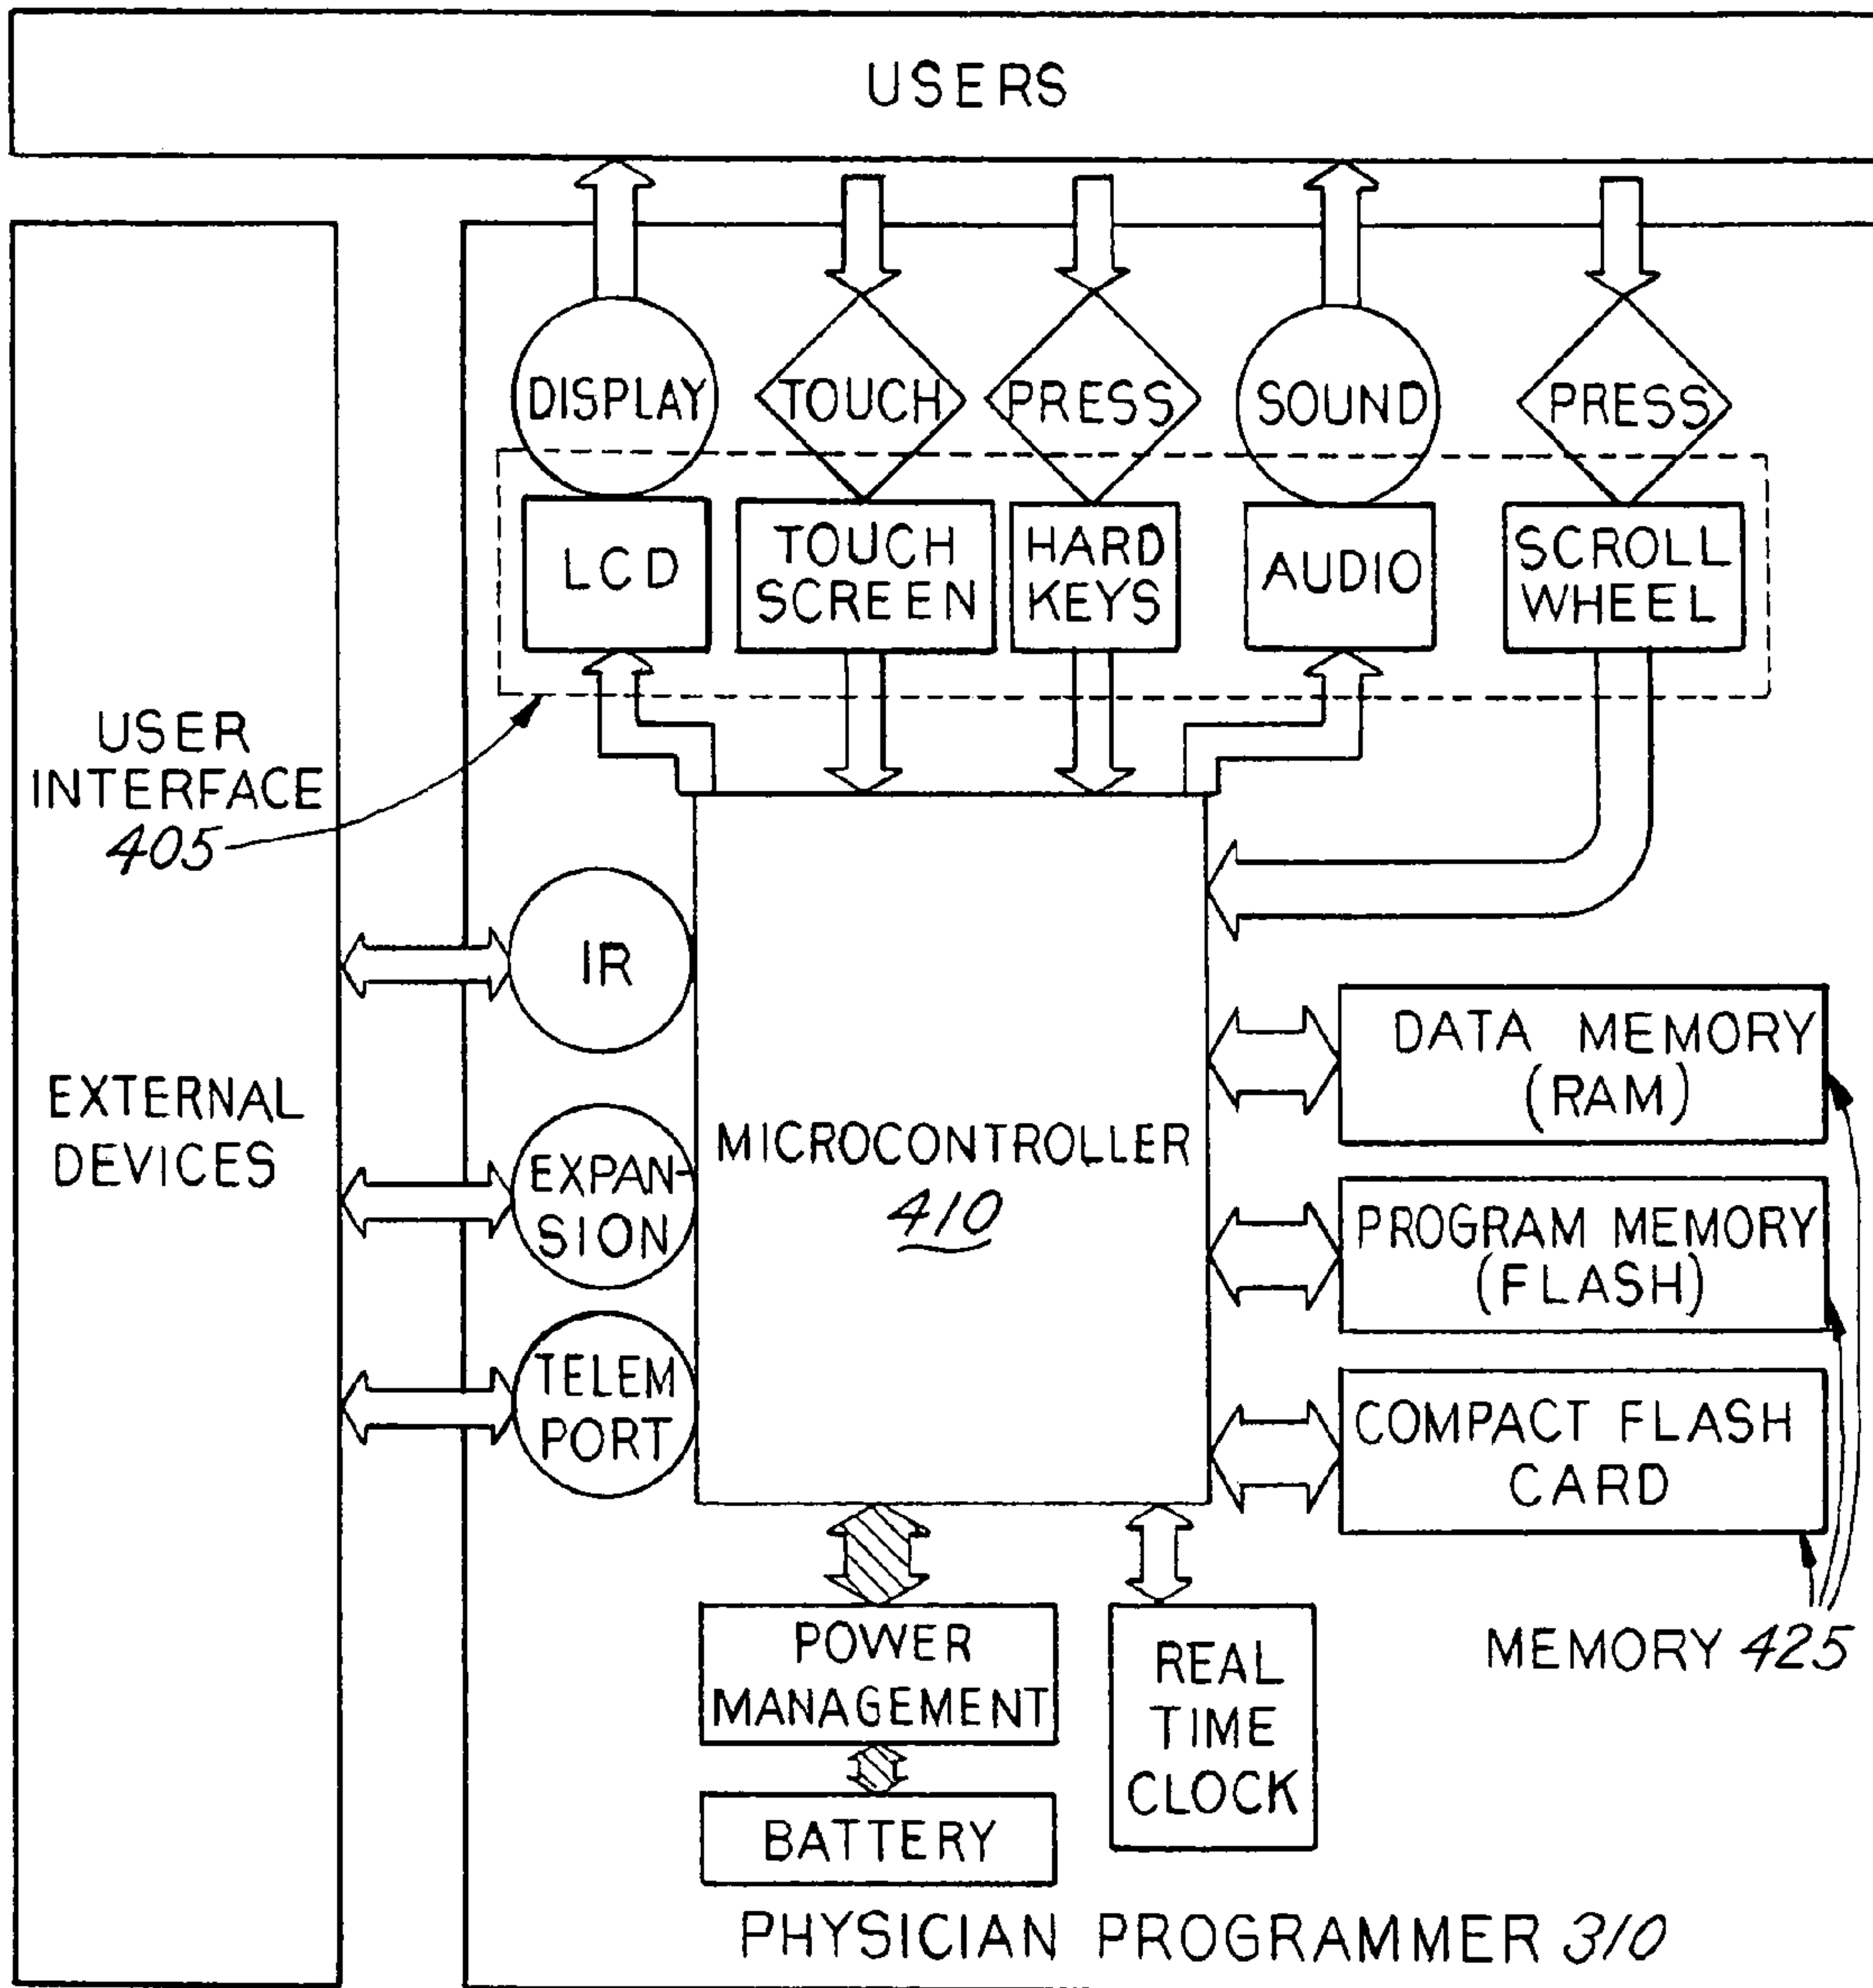 USERS
DISPLAY
TOUCH
PRESS
SOUND
PRESS
LCD
TOUCH
SCREEN
HARD
KEYS
AUDIO
SCROLL
WHEEL
USER
INTERFACE
405
IR
EXTERNAL
DEVICES
EXPAN-
SION
TELEM
PORT
MICROCONTROLLER
410
DATA MEMORY
(RAM)
PROGRAM MEMORY
(FLASH)
COMPACT FLASH
CARD
MEMORY 425
POWER
MANAGEMENT
REAL
TIME
CLOCK
BATTERY
PHYSICIAN PROGRAMMER 310